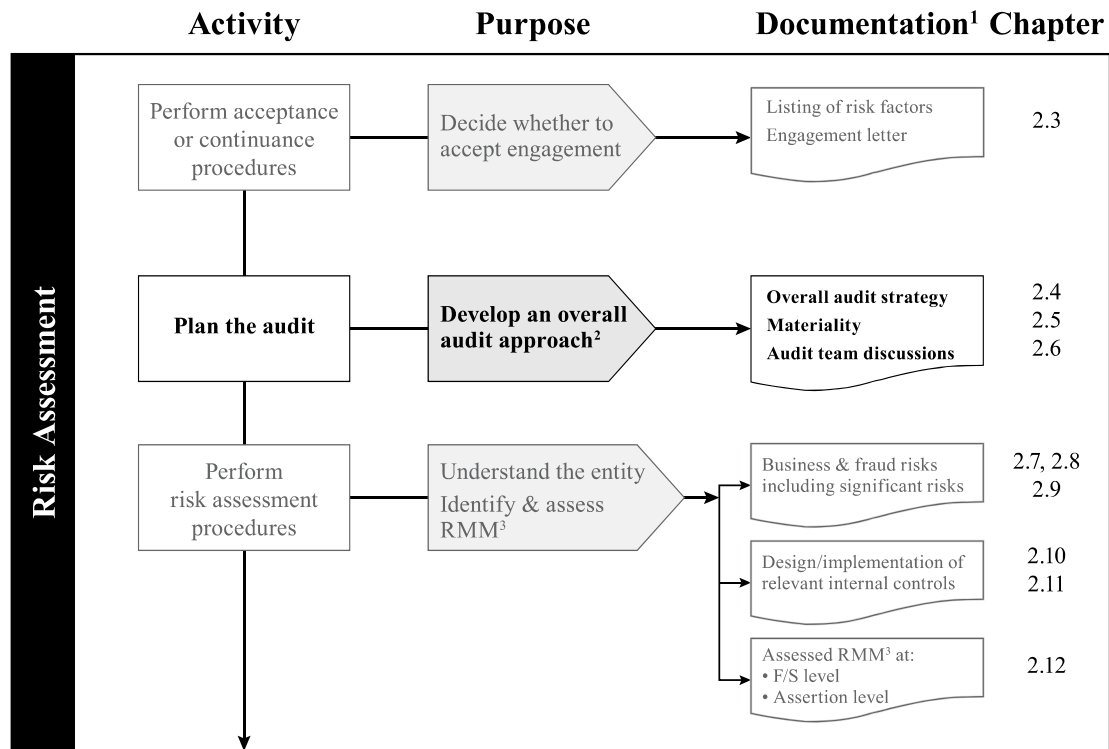 Activity Purpose Documentation¹ Chapter
Risk Assessment
Perform acceptance
or continuance
procedures
Decide whether to
accept engagement
Listing of risk factors
Engagement letter
2.3
Plan the audit
Develop an overall
audit approach²
Overall audit strategy
Materiality
Audit team discussions
2.4
2.5
2.6
Perform
risk assessment
procedures
Understand the entity
Identify & assess
RMM³
Business & fraud risks
including significant risks
2.7, 2.8
2.9
Design/implementation of
relevant internal controls
2.10
2.11
Assessed RMM³ at:
• F/S level
• Assertion level
2.12